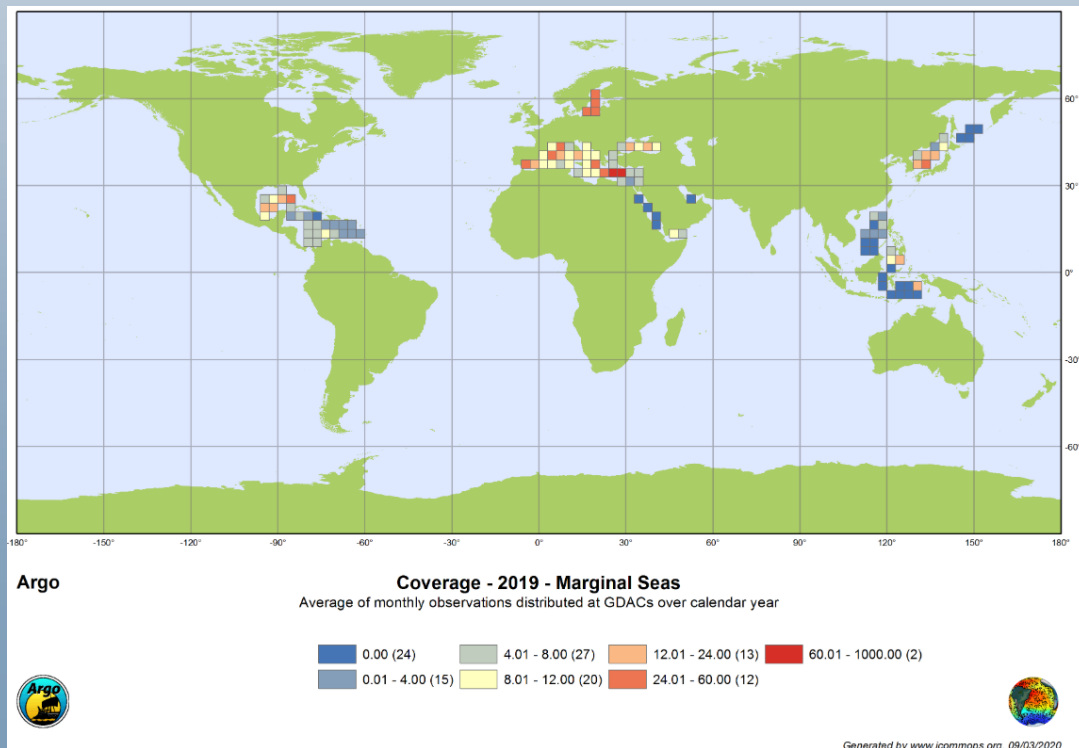 60°
30°
0°
-30°
-60°
-180°
-150°
-120°
-90°
-60°
-30°
0°
30°
60°
90°
120°
150°
180°
Argo
Coverage - 2019 - Marginal Seas
Average of monthly observations distributed at GDACs over calendar year
0.00 (24)
4.01 - 8.00 (27)
12.01 - 24.00 (13)
60.01 - 1000.00 (2)
0.01 - 4.00 (15)
8.01 - 12.00 (20)
24.01 - 60.00 (12)
Argo
Generated by www.jcommops.org, 09/03/2020